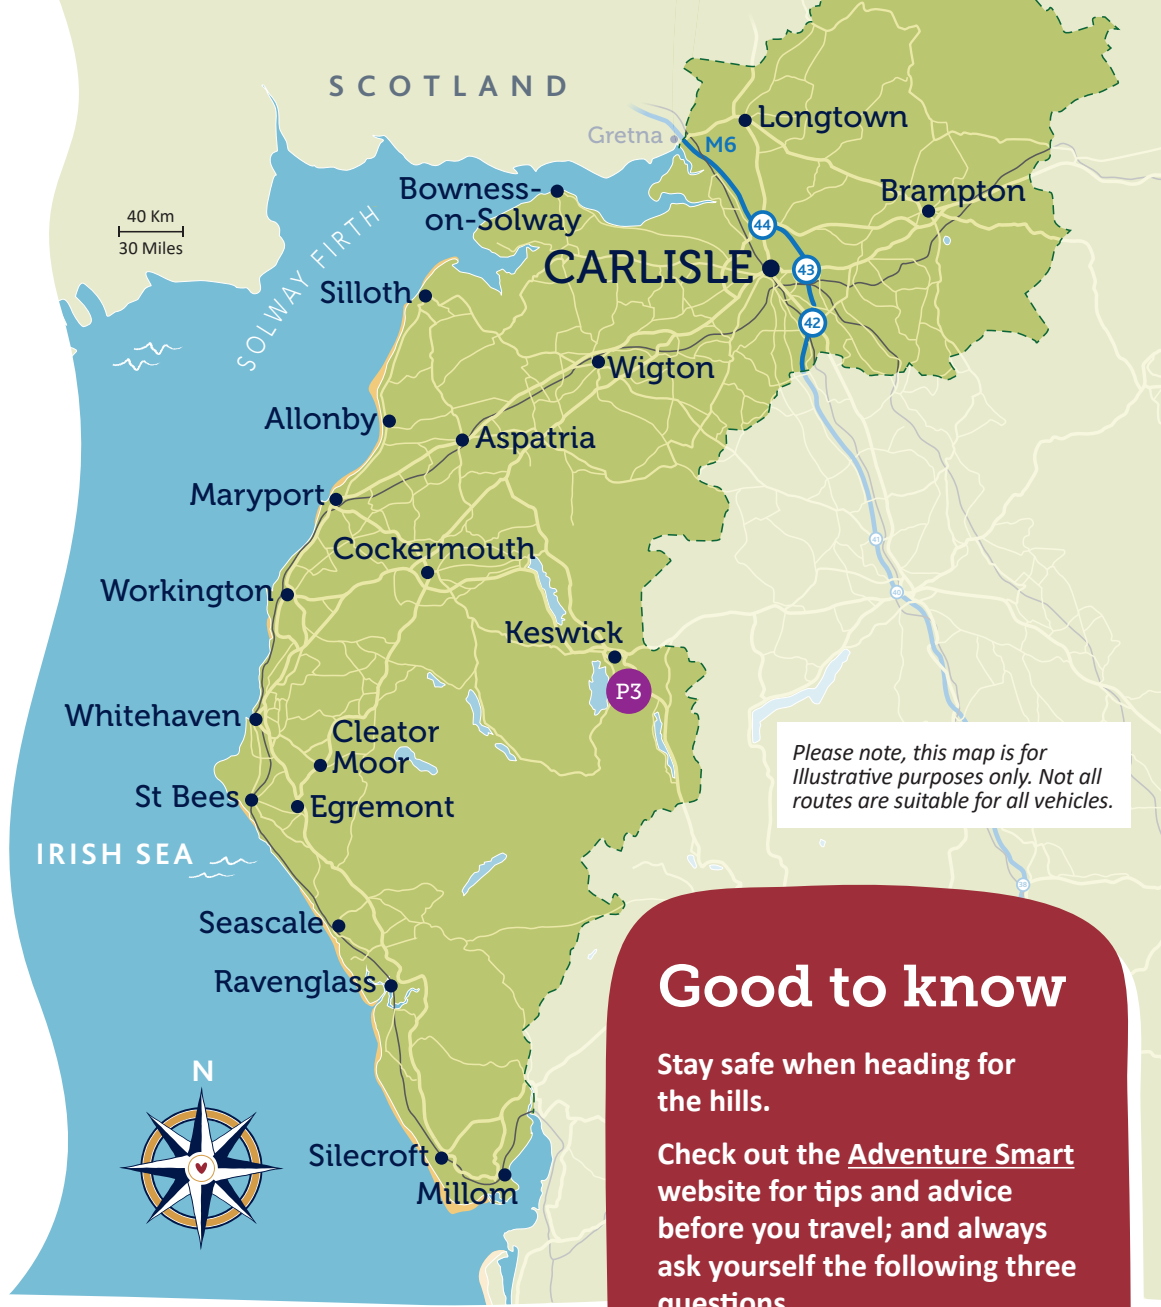 SCOTLAND
Longtown
Gretna
M6
Bowness-
on-Solway
Brampton
40 Km
30 Miles
44
SOLWAY FIRTH
CARLISLE
43
Silloth
42
Wigton
Allonby
Aspatria
Maryport
41
Cockermouth
Workington
40
Keswick
P3
Whitehaven
Cleator
Moor
Please note, this map is for
Illustrative purposes only. Not all
routes are suitable for all vehicles.
St Bees
Egremont
IRISH SEA
Seascale
Ravenglass
Good to know
Stay safe when heading for
the hills.
N
Check out the Adventure Smart
website for tips and advice
before you travel; and always
ask yourself the following three
questions
Silecroft
Millom